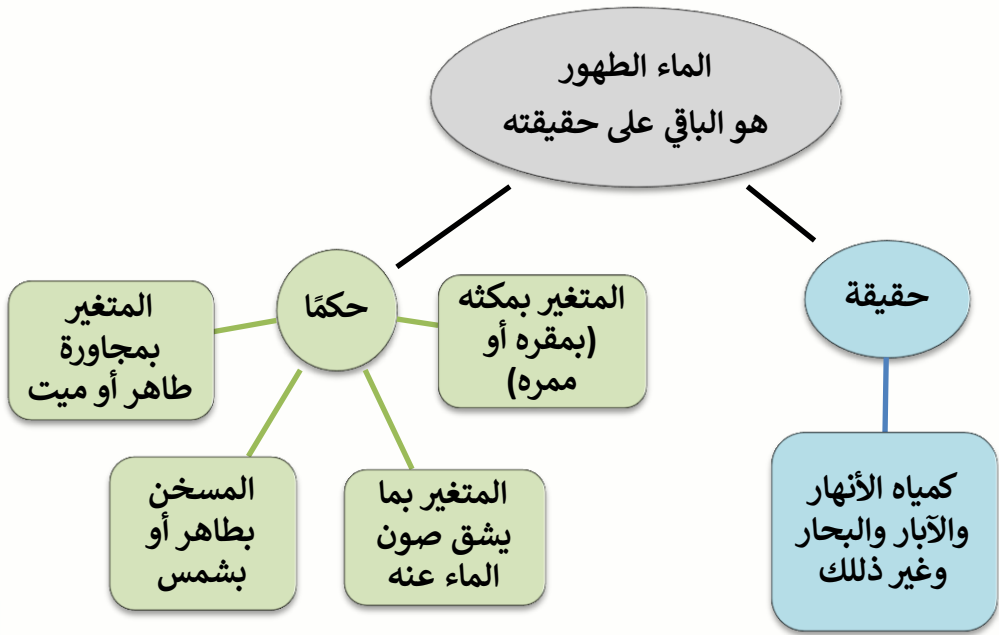 الماء الطهور
هو الباقي على حقيقته
حقيقة
كمياه الأنهار
والآبار والبحار
وغير ذللك
حكمًا
المتغير بمكثه
(بمقره أو
ممره)
المتغير بما
يشق صون
الماء عنه
المسخن
بطاهر أو
بشمس
المتغير
بمجاورة
طاهر أو ميت